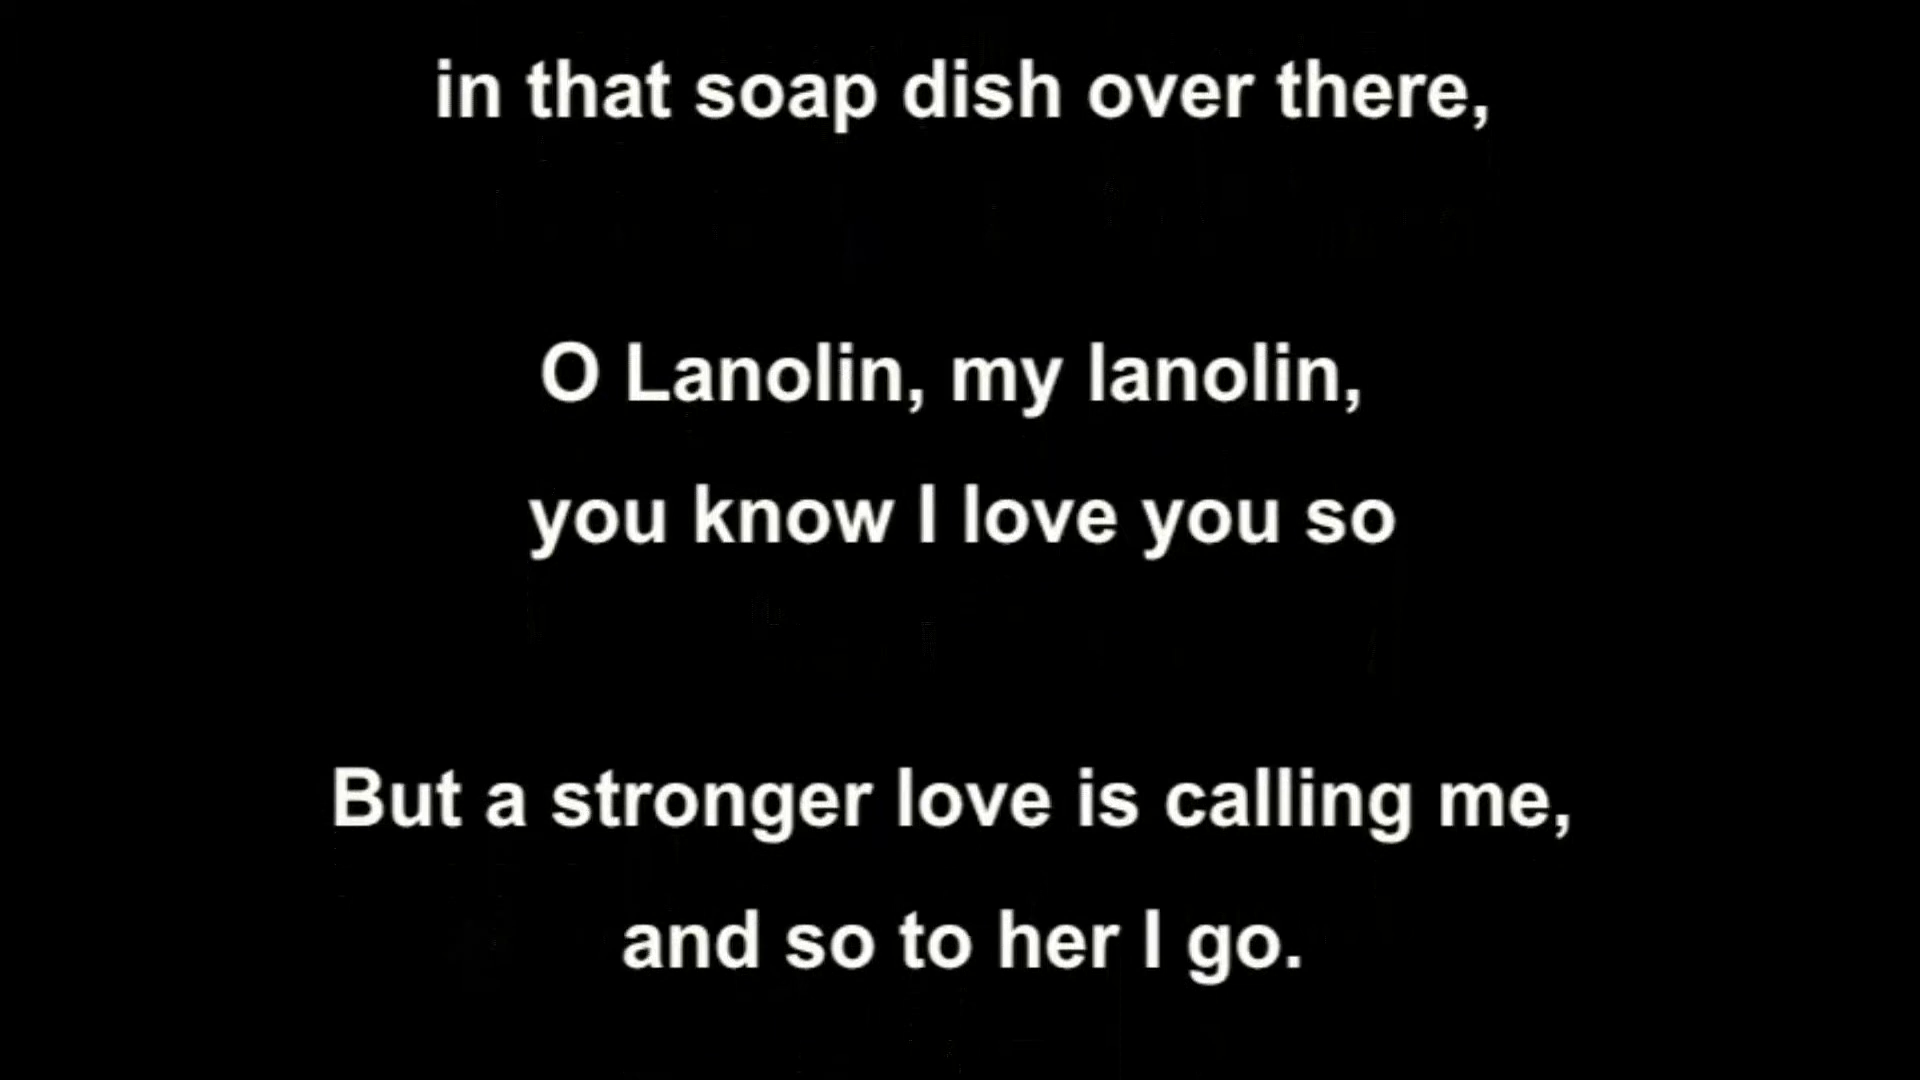 in that soap dish over there,
O Lanolin, my lanolin,
you know I love you so
But a stronger love is calling me,
and so to her I go.